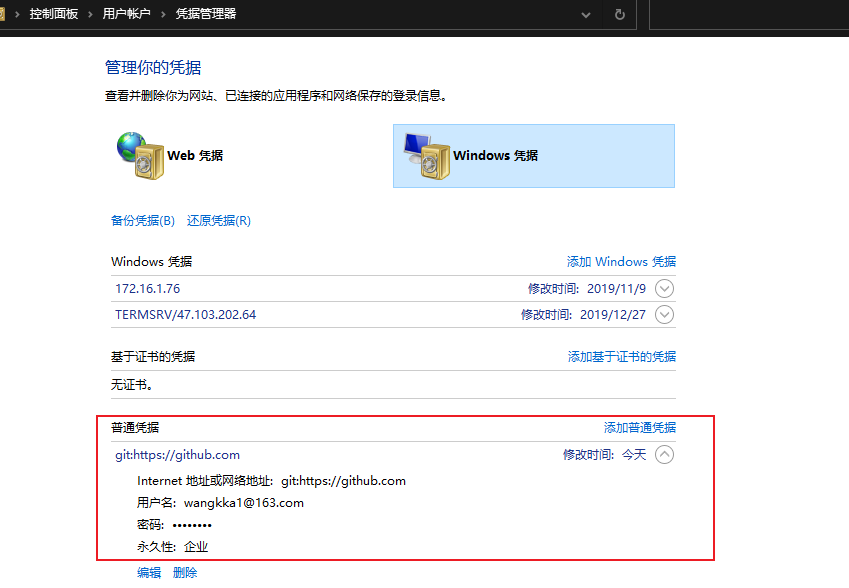 控制面板 › 用户帐户 › 凭据管理器
管理你的凭据
查看并删除你为网站、已连接的应用程序和网络保存的登录信息。
Web 凭据 Windows 凭据
备份凭据(B) 还原凭据(R)
Windows 凭据 添加 Windows 凭据
172.16.1.76 修改时间: 2019/11/9
TERMSRV/47.103.202.64 修改时间: 2019/12/27
基于证书的凭据 添加基于证书的凭据
无证书。
普通凭据 添加普通凭据
git:https://github.com 修改时间: 今天
Internet 地址或网络地址: git:https://github.com
用户名: wangkka1@163.com
密码: ••••••••
永久性: 企业
编辑 删除